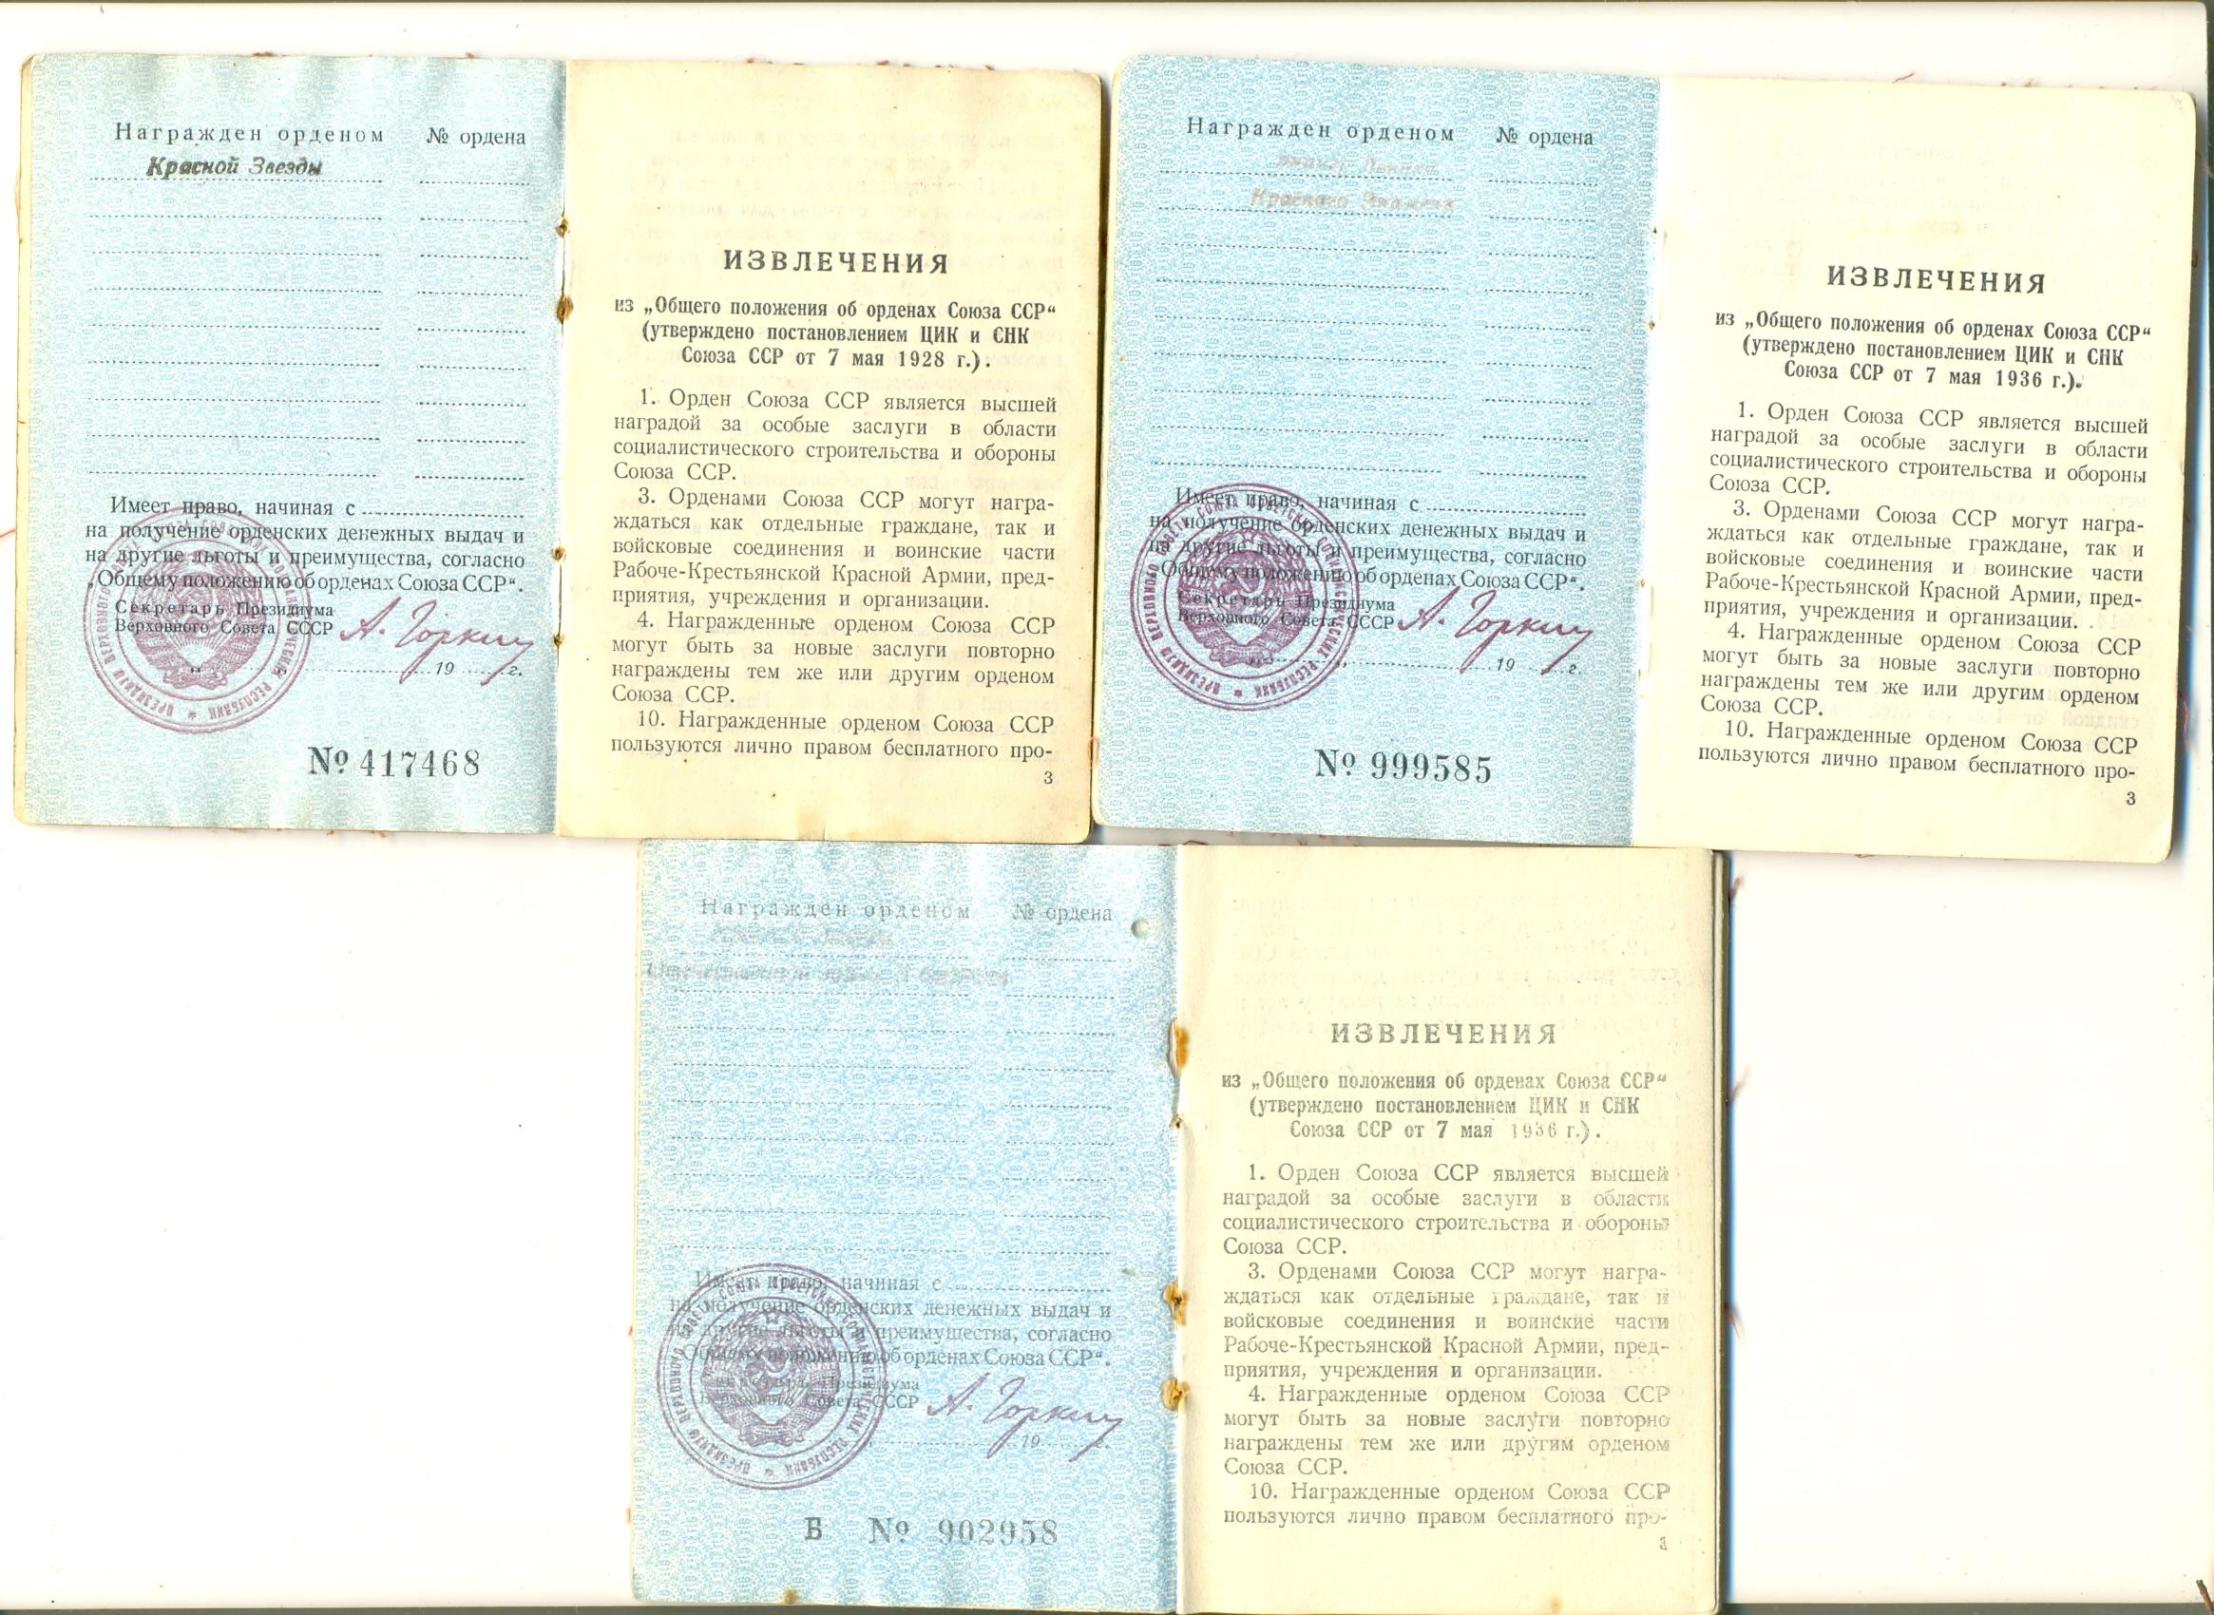 Награжден орденом № ордена
Красной Звезды
Имеет право, начиная с
на получение орденских денежных выдач и
на другие льготы и преимущества, согласно
„Общему положению об орденах Союза ССР“.
Секретарь Президиума
Верховного Совета СССР А. Горкин
„ “ 19 г.
№ 417468
ИЗВЛЕЧЕНИЯ
из „Общего положения об орденах Союза ССР“
(утверждено постановлением ЦИК и СНК
Союза ССР от 7 мая 1928 г.).
1. Орден Союза ССР является высшей
наградой за особые заслуги в области
социалистического строительства и обороны
Союза ССР.
3. Орденами Союза ССР могут награ-
ждаться как отдельные граждане, так и
войсковые соединения и воинские части
Рабоче-Крестьянской Красной Армии, пред-
приятия, учреждения и организации.
4. Награжденные орденом Союза ССР
могут быть за новые заслуги повторно
награждены тем же или другим орденом
Союза ССР.
10. Награжденные орденом Союза ССР
пользуются лично правом бесплатного про-
3
Награжден орденом № ордена
Красного Знамени
Имеет право, начиная с
на получение орденских денежных выдач и
на другие льготы и преимущества, согласно
„Общему положению об орденах Союза ССР“.
Секретарь Президиума
Верховного Совета СССР А. Горкин
„ “ 19 г.
№ 999585
ИЗВЛЕЧЕНИЯ
из „Общего положения об орденах Союза ССР“
(утверждено постановлением ЦИК и СНК
Союза ССР от 7 мая 1936 г.).
1. Орден Союза ССР является высшей
наградой за особые заслуги в области
социалистического строительства и обороны
Союза ССР.
3. Орденами Союза ССР могут награ-
ждаться как отдельные граждане, так и
войсковые соединения и воинские части
Рабоче-Крестьянской Красной Армии, пред-
приятия, учреждения и организации.
4. Награжденные орденом Союза ССР
могут быть за новые заслуги повторно
награждены тем же или другим орденом
Союза ССР.
10. Награжденные орденом Союза ССР
пользуются лично правом бесплатного про-
3
Награжден орденом № ордена
Имеет право, начиная с
на получение орденских денежных выдач и
на другие льготы и преимущества, согласно
Общему положению об орденах Союза ССР“.
Секретарь Президиума
Верховного Совета СССР А. Горкин
19 г.
Б № 902958
ИЗВЛЕЧЕНИЯ
из „Общего положения об орденах Союза ССР“
(утверждено постановлением ЦИК и СНК
Союза ССР от 7 мая 1936 г.).
1. Орден Союза ССР является высшей
наградой за особые заслуги в области
социалистического строительства и обороны
Союза ССР.
3. Орденами Союза ССР могут награ-
ждаться как отдельные граждане, так и
войсковые соединения и воинские части
Рабоче-Крестьянской Красной Армии, пред-
приятия, учреждения и организации.
4. Награжденные орденом Союза ССР
могут быть за новые заслуги повторно
награждены тем же или другим орденом
Союза ССР.
10. Награжденные орденом Союза ССР
пользуются лично правом бесплатного про-
3